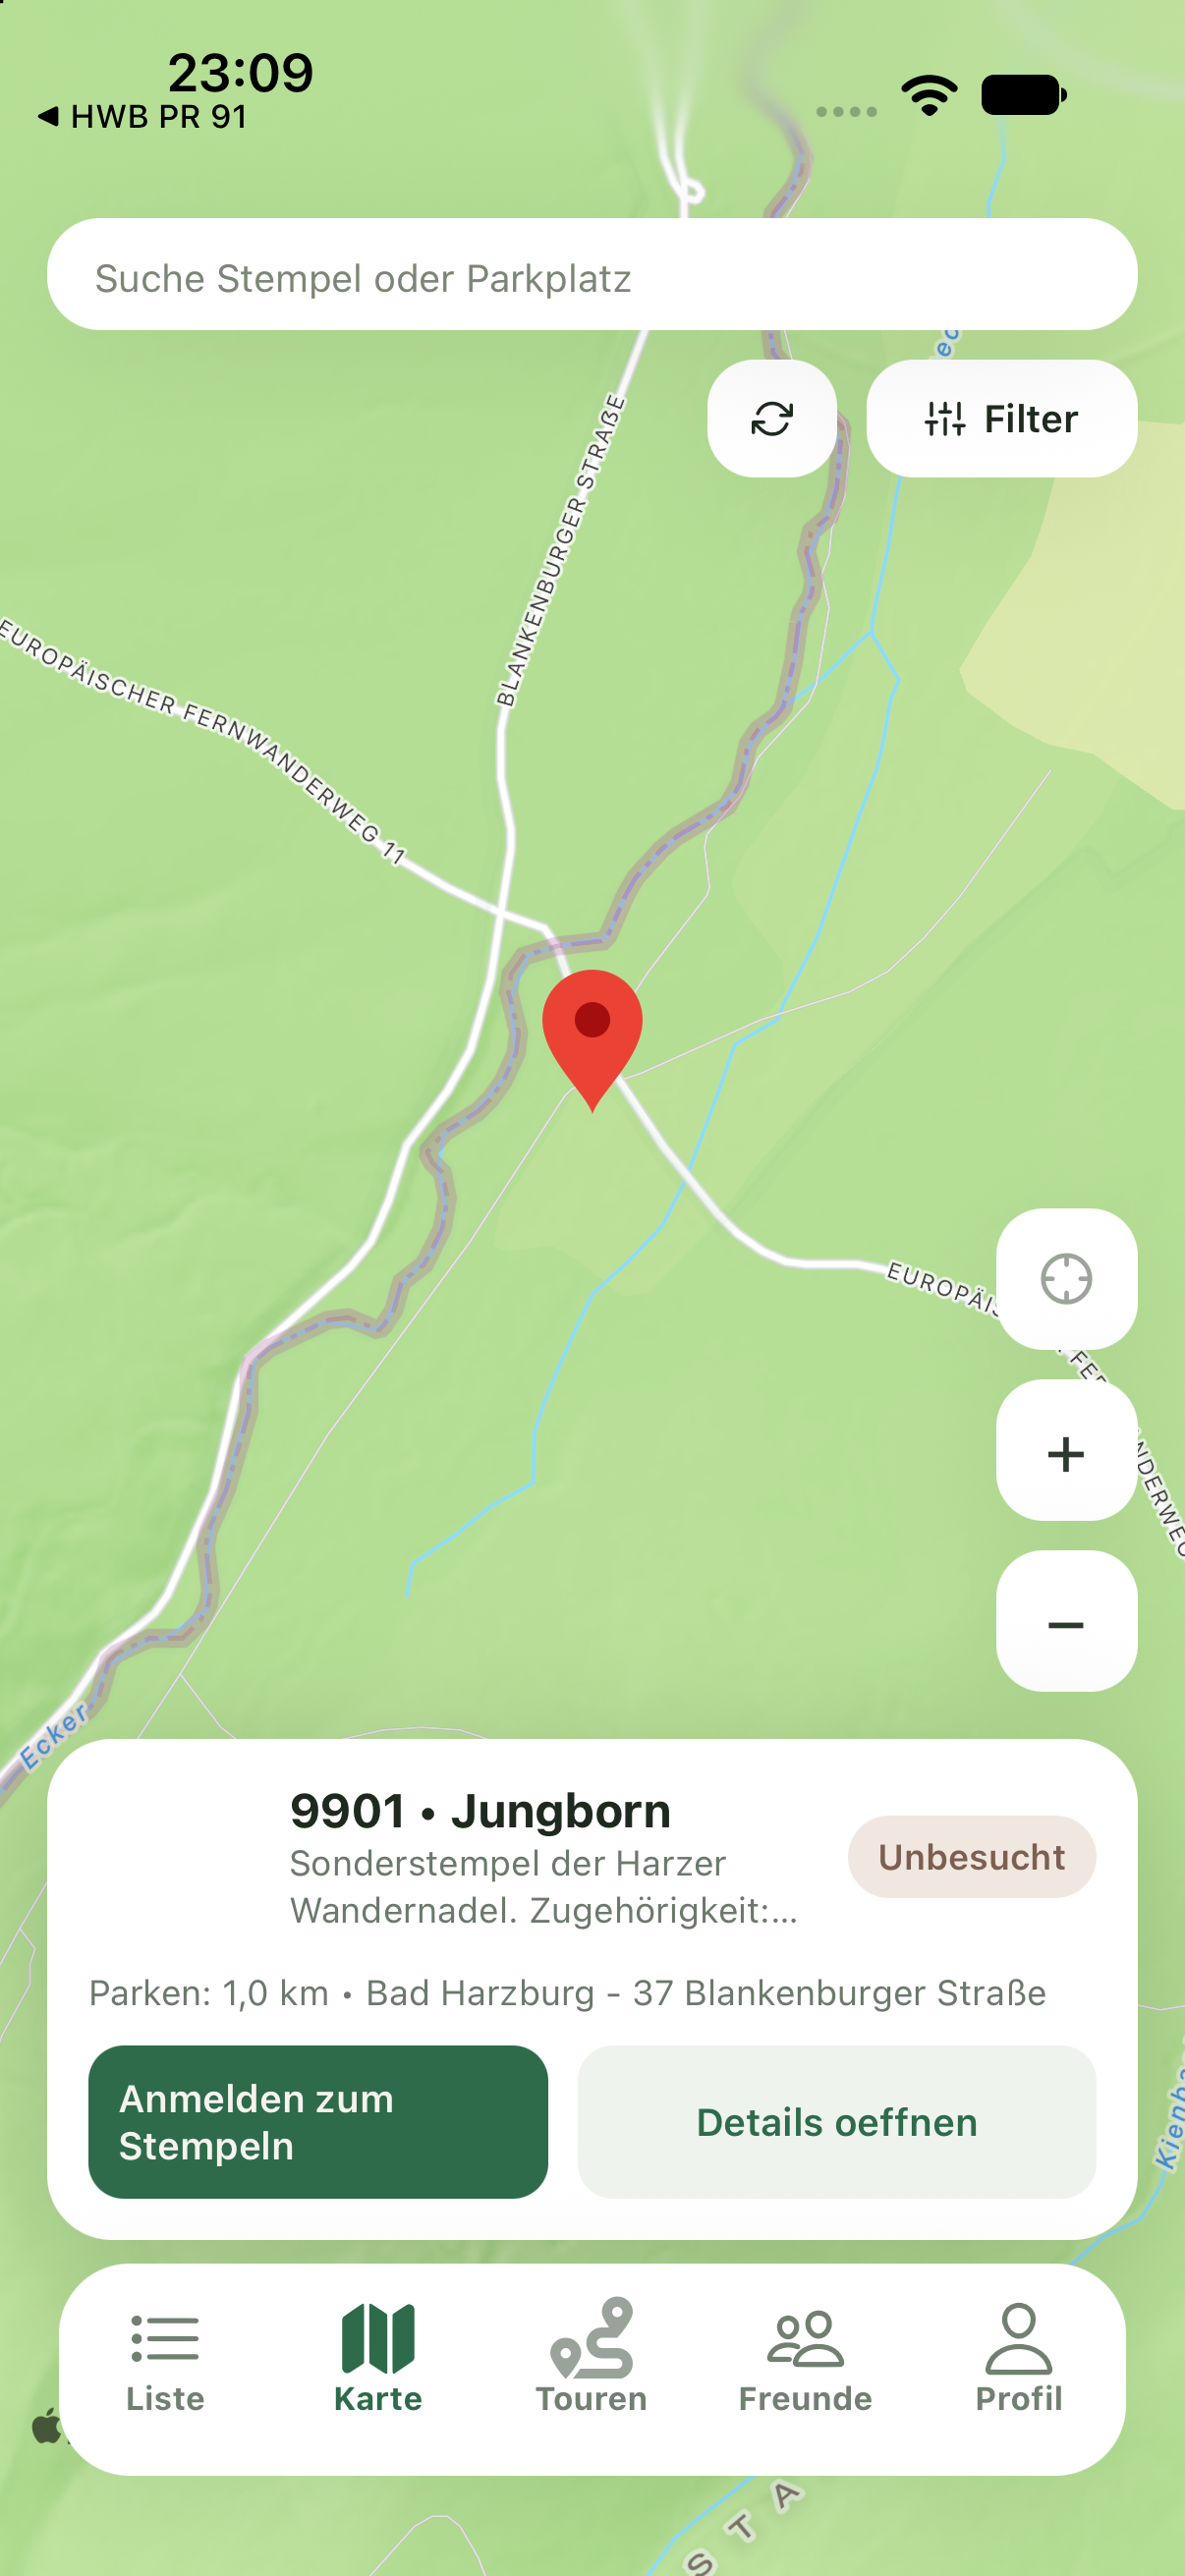 23:09
HWB PR 91
Suche Stempel oder Parkplatz
Filter
BLANKENBURGER STRAẞE
EUROPÄISCHER FERNWANDERWEG 11
Ecker
9901 • Jungborn
Sonderstempel der Harzer
Wandernadel. Zugehörigkeit:...
Unbesucht
Parken: 1,0 km • Bad Harzburg - 37 Blankenburger Straße
Anmelden zum
Stempeln
Details oeffnen
Liste
Karte
Touren
Freunde
Profil